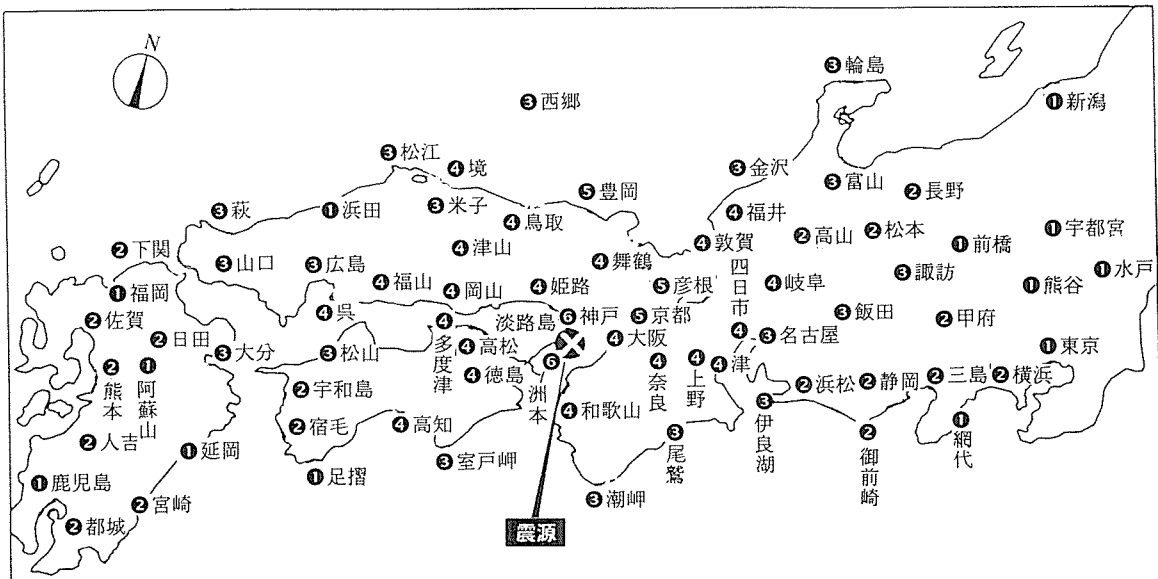 N
❸輪島
❸西郷
❶新潟
❸松江
❹境
❸金沢
❺豊岡
❸富山
❷長野
❸萩
❶浜田
❸米子
❹鳥取
❹福井
❷下関
❹津山
❹敦賀
❷高山
❷松本
❶前橋
❶宇都宮
❸山口
❸広島
❹舞鶴
❹福山
❹岡山
❹姫路
❺彦根
❹四日市
❹岐阜
❸諏訪
❶熊谷
❶水戸
❶福岡
❹呉
淡路島
❻神戸
❺京都
❸飯田
❷甲府
❷佐賀
❷日田
❸大分
❸松山
❹多度津
❹高松
❹大阪
❸名古屋
❶東京
❷熊本
❶阿蘇山
❹徳島
❻洲本
❹奈良
❹上野
❹津
❷宇和島
❷浜松
❷静岡
❷三島
❷横浜
❷宿毛
❹高知
❹和歌山
❸伊良湖
❷人吉
❶延岡
❸尾鷲
❷御前崎
❶網代
❶足摺
❸室戸岬
❶鹿児島
❷宮崎
❸潮岬
❷都城
震源